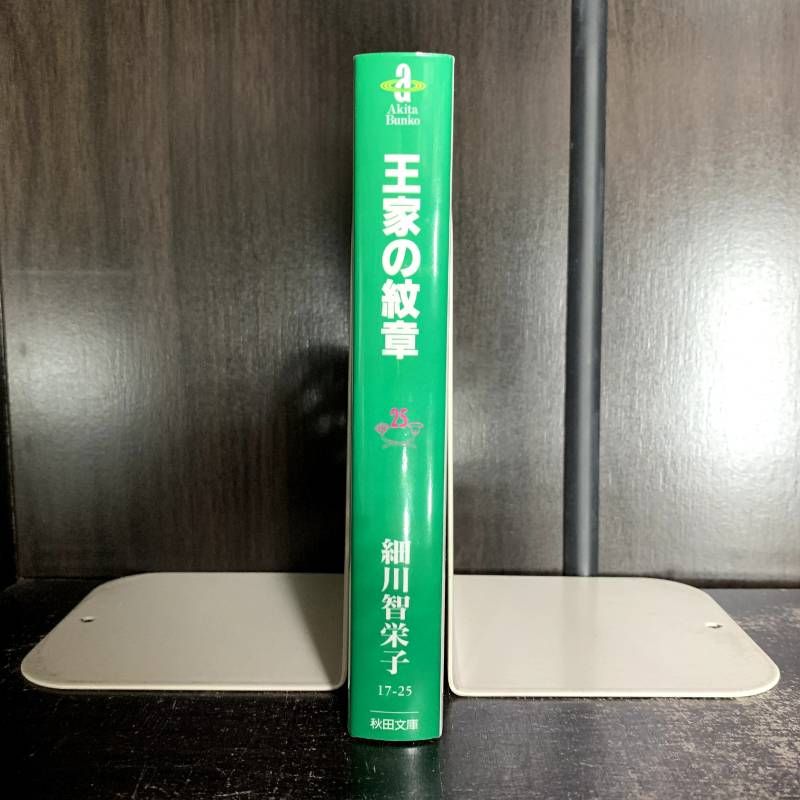 a
Akita
Bunko
王家の紋章
25
細川智栄子
17-25
秋田文庫